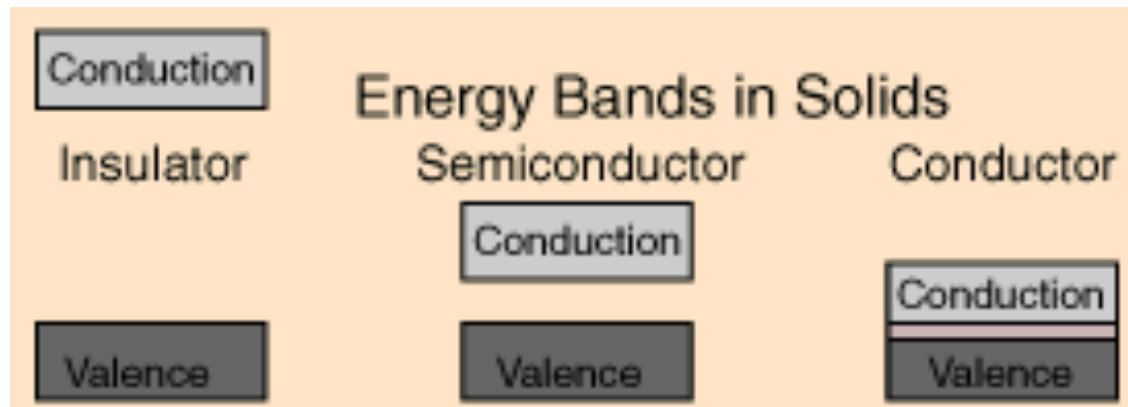 Conduction
Energy Bands in Solids
Insulator Semiconductor Conductor
Conduction
Conduction
Valence Valence Valence